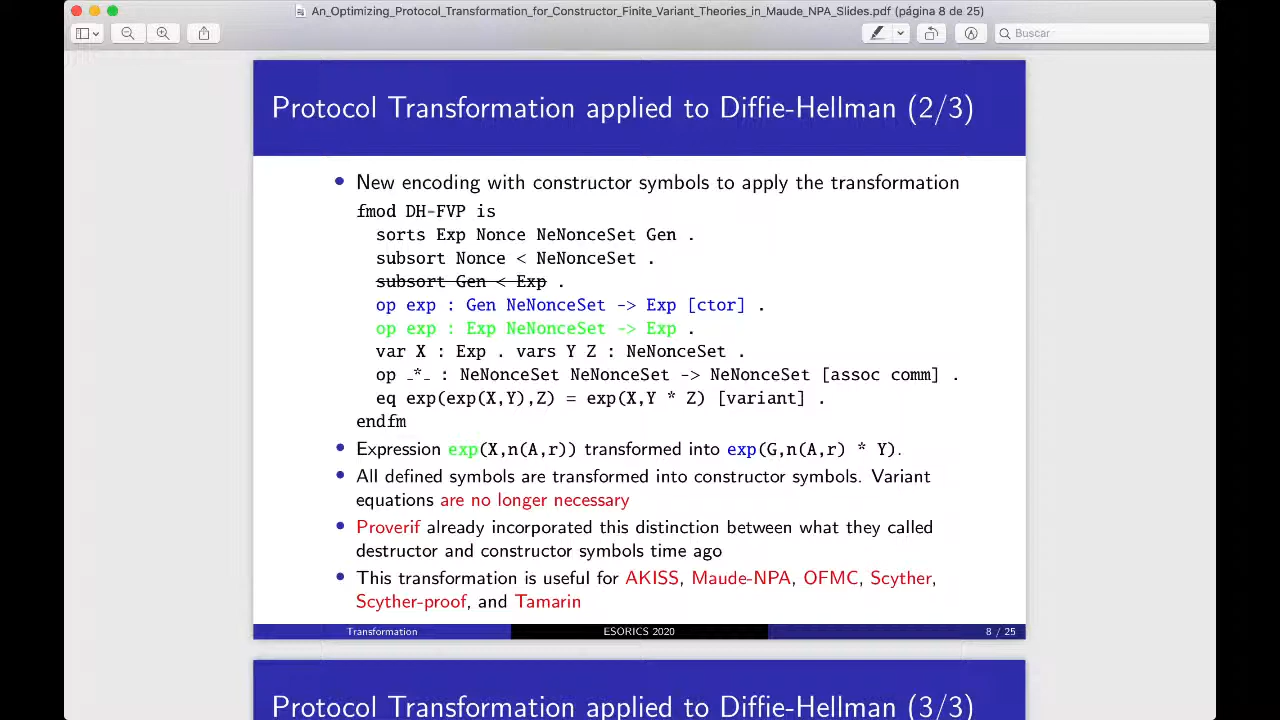 An_Optimizing_Protocol_Transformation_for_Constructor_Finite_Variant_Theories_in_Maude_NPA_Slides.pdf (página 8 de 25)
Buscar
Protocol Transformation applied to Diffie-Hellman (2/3)
• New encoding with constructor symbols to apply the transformation
fmod DH-FVP is
sorts Exp Nonce NeNonceSet Gen .
subsort Nonce < NeNonceSet .
subsort Gen < Exp .
op exp : Gen NeNonceSet -> Exp [ctor] .
op exp : Exp NeNonceSet -> Exp .
var X : Exp . vars Y Z : NeNonceSet .
op _*_ : NeNonceSet NeNonceSet -> NeNonceSet [assoc comm] .
eq exp(exp(X,Y),Z) = exp(X,Y * Z) [variant] .
endfm
• Expression exp(X,n(A,r)) transformed into exp(G,n(A,r) * Y).
• All defined symbols are transformed into constructor symbols. Variant
equations are no longer necessary
• Proverif already incorporated this distinction between what they called
destructor and constructor symbols time ago
• This transformation is useful for AKISS, Maude-NPA, OFMC, Scyther,
Scyther-proof, and Tamarin
Transformation
ESORICS 2020
8 / 25
Protocol Transformation applied to Diffie-Hellman (3/3)